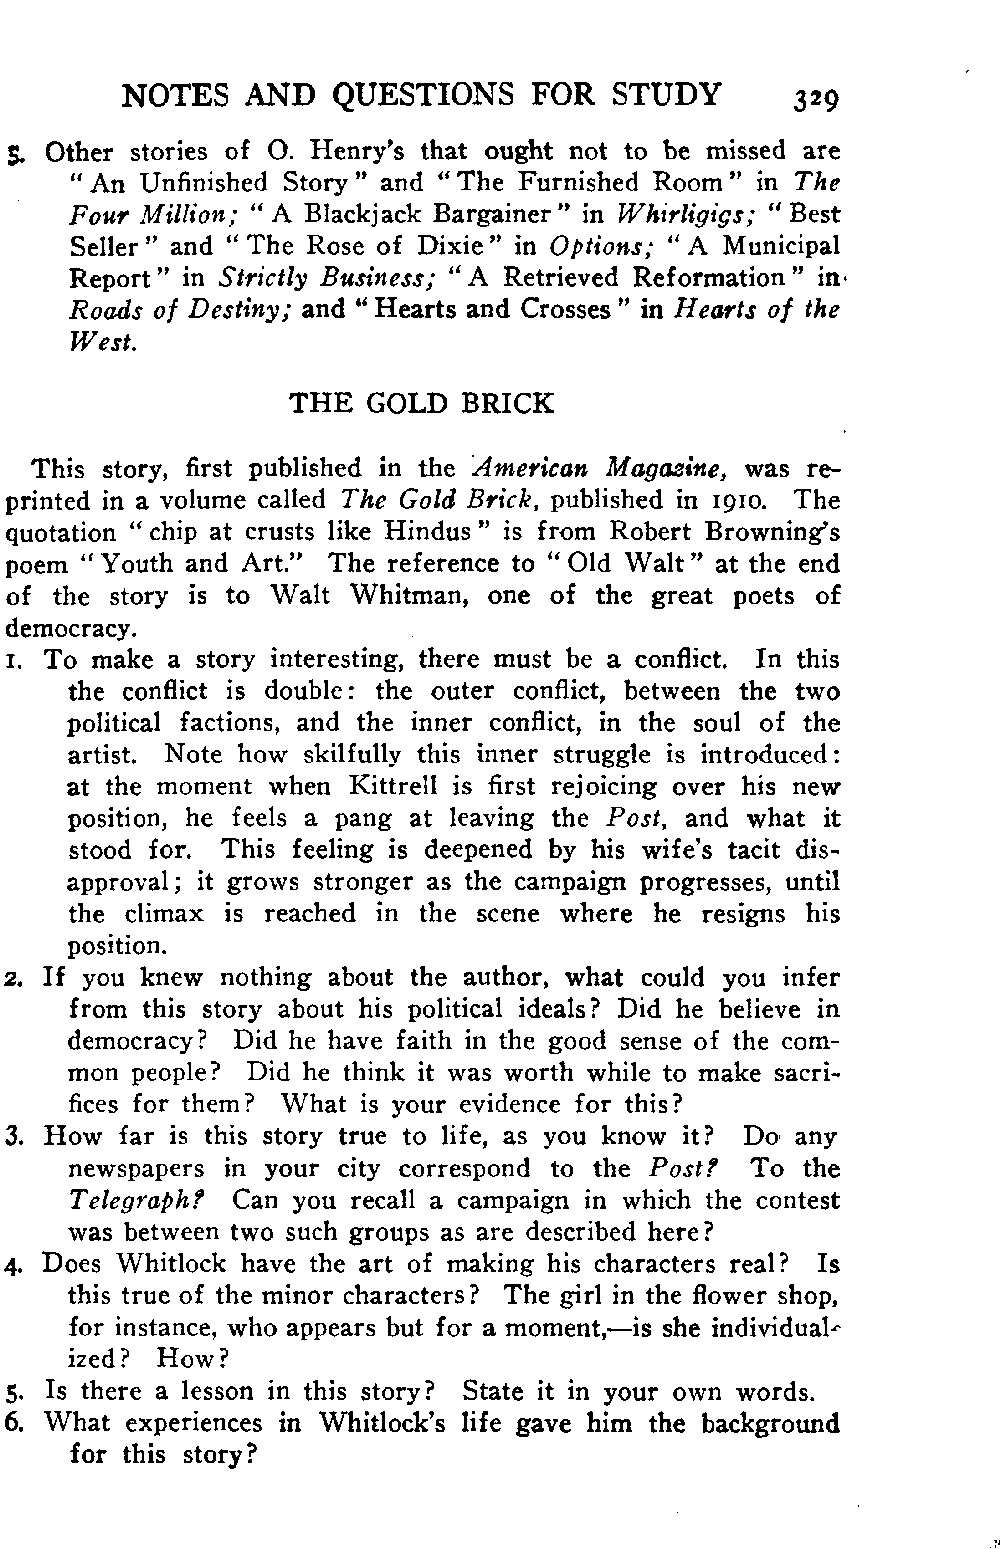 NOTES AND QUESTIONS FOR STUDY 329
5. Other stories of O. Henry's that ought not to be missed are
"An Unfinished Story" and "The Furnished Room" in The
Four Million; "A Blackjack Bargainer" in Whirligigs; "Best
Seller" and "The Rose of Dixie" in Options; "A Municipal
Report" in Strictly Business; "A Retrieved Reformation" in
Roads of Destiny; and "Hearts and Crosses" in Hearts of the
West.
THE GOLD BRICK
This story, first published in the American Magazine, was re-
printed in a volume called The Gold Brick, published in 1910. The
quotation "chip at crusts like Hindus" is from Robert Browning's
poem "Youth and Art." The reference to "Old Walt" at the end
of the story is to Walt Whitman, one of the great poets of
democracy.
1. To make a story interesting, there must be a conflict. In this
the conflict is double: the outer conflict, between the two
political factions, and the inner conflict, in the soul of the
artist. Note how skilfully this inner struggle is introduced:
at the moment when Kittrell is first rejoicing over his new
position, he feels a pang at leaving the Post, and what it
stood for. This feeling is deepened by his wife's tacit dis-
approval; it grows stronger as the campaign progresses, until
the climax is reached in the scene where he resigns his
position.
2. If you knew nothing about the author, what could you infer
from this story about his political ideals? Did he believe in
democracy? Did he have faith in the good sense of the com-
mon people? Did he think it was worth while to make sacri-
fices for them? What is your evidence for this?
3. How far is this story true to life, as you know it? Do any
newspapers in your city correspond to the Post? To the
Telegraph? Can you recall a campaign in which the contest
was between two such groups as are described here?
4. Does Whitlock have the art of making his characters real? Is
this true of the minor characters? The girl in the flower shop,
for instance, who appears but for a moment,—is she individual-
ized? How?
5. Is there a lesson in this story? State it in your own words.
6. What experiences in Whitlock's life gave him the background
for this story?